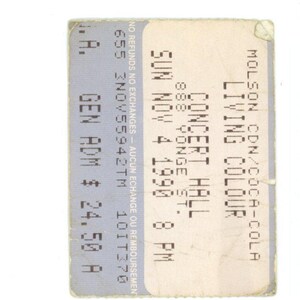 MOLSON CDN/COCA-COLA
LIVING COLOUR
CONCERT HALL
888 YONGE ST.
SUN NOV 4 1990 8 PM
NO REFUNDS NO EXCHANGES - AUCUN ECHANGE OU REMBOURSEMENT
655 3NOV55942TM 10IT370
.A. GEN ADM $ 24.50 A